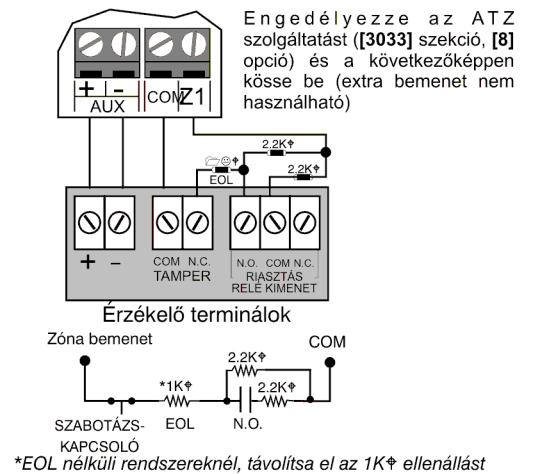 Engedélyezze az ATZ
szolgáltatást ([3033] szekció, [8]
opció) és a következőképpen
kösse be (extra bemenet nem
használható)
+ -
AUX
COM
Z1
2.2K
2.2K
EOL
+ -
COM N.C.
TAMPER
N.O. COM N.C.
RIASZTÁS
RELÉ KIMENET
Érzékelő terminálok
Zóna bemenet
COM
2.2K
*1K
2.2K
SZABOTÁZS-
KAPCSOLÓ
EOL
N.O.
*EOL nélküli rendszereknél, távolítsa el az 1K ellenállást